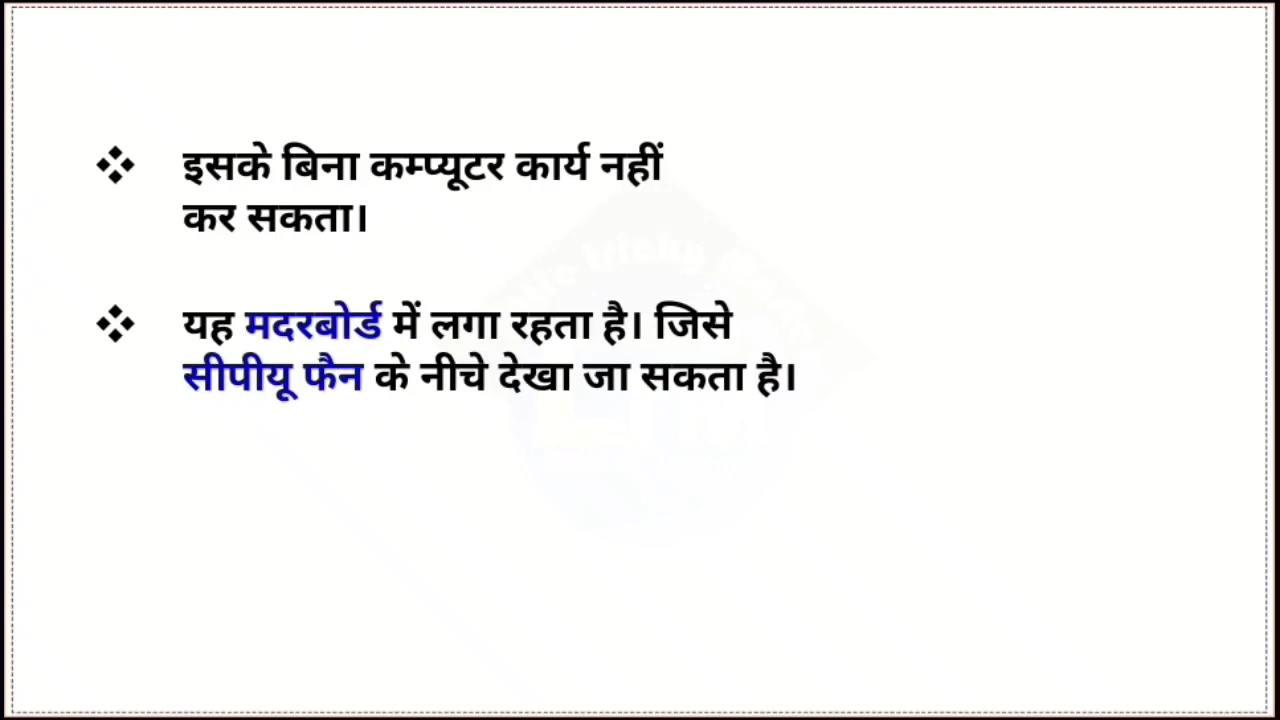 ❖ इसके बिना कम्प्यूटर कार्य नहीं
कर सकता।
❖ यह मदरबोर्ड में लगा रहता है। जिसे
सीपीयू फैन के नीचे देखा जा सकता है।